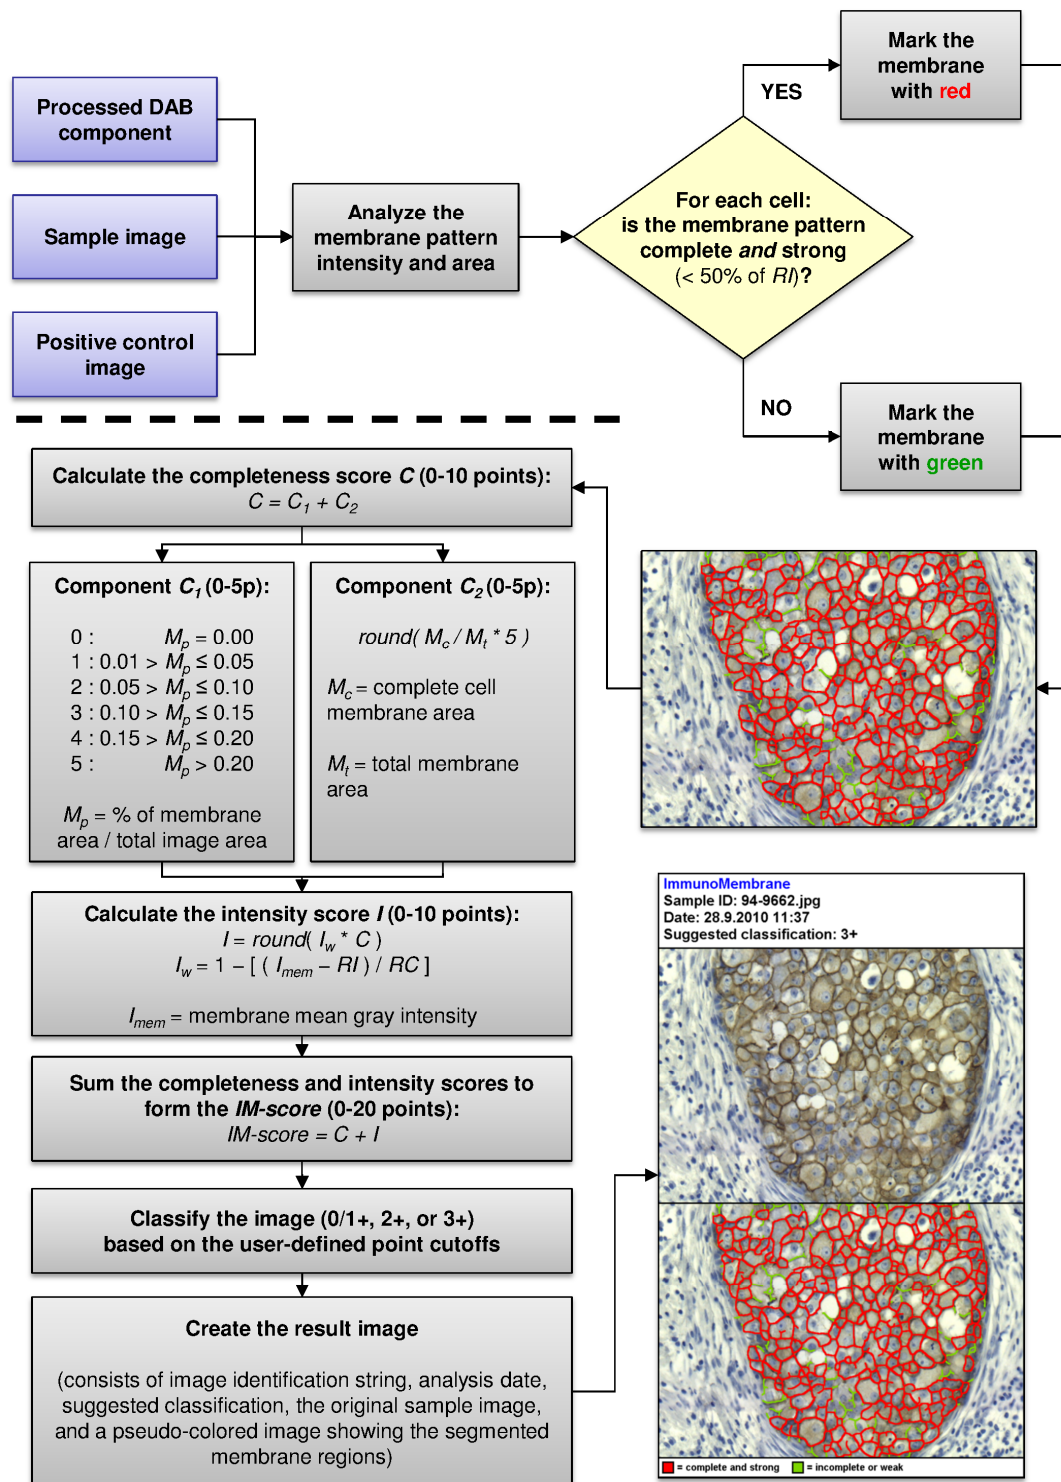 Processed DAB
component
Sample image
Positive control
image
Analyze the
membrane pattern
intensity and area
For each cell:
is the membrane pattern
complete and strong
(< 50% of RI)?
YES
Mark the
membrane
with red
NO
Mark the
membrane
with green
Calculate the completeness score C (0-10 points):
C = C1 + C2
Component C1 (0-5p):
0 : Mp = 0.00
1 : 0.01 > Mp ≤ 0.05
2 : 0.05 > Mp ≤ 0.10
3 : 0.10 > Mp ≤ 0.15
4 : 0.15 > Mp ≤ 0.20
5 : Mp > 0.20
Mp = % of membrane
area / total image area
Component C2 (0-5p):
round( Mc / Mt * 5 )
Mc = complete cell
membrane area
Mt = total membrane
area
Calculate the intensity score I (0-10 points):
I = round( Iw * C )
Iw = 1 – [ ( Imem – RI ) / RC ]
Imem = membrane mean gray intensity
Sum the completeness and intensity scores to
form the IM-score (0-20 points):
IM-score = C + I
Classify the image (0/1+, 2+, or 3+)
based on the user-defined point cutoffs
Create the result image
(consists of image identification string, analysis date,
suggested classification, the original sample image,
and a pseudo-colored image showing the segmented
membrane regions)
ImmunoMembrane
Sample ID: 94-9662.jpg
Date: 28.9.2010 11:37
Suggested classification: 3+
= complete and strong = incomplete or weak